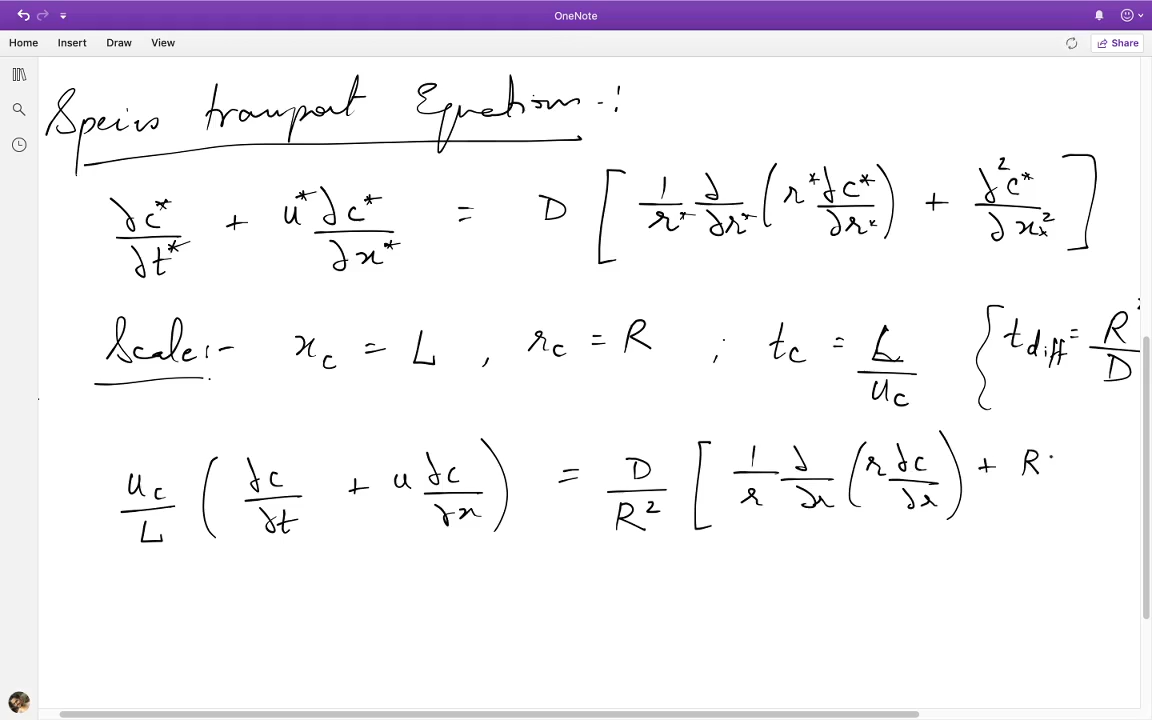 OneNote
Home Insert Draw View Share
Species transport Equations :
∂c*/∂t* + u* ∂c*/∂x* = D [ 1/r* ∂/∂r* ( r* ∂c*/∂r* ) + ∂²c*/∂x*² ]
Scales:- x_c = L , r_c = R ; t_c = L/u_c { t_diff = R²/D
u_c/L ( ∂c/∂t + u ∂c/∂x ) = D/R² [ 1/r ∂/∂r ( r ∂c/∂r ) + R